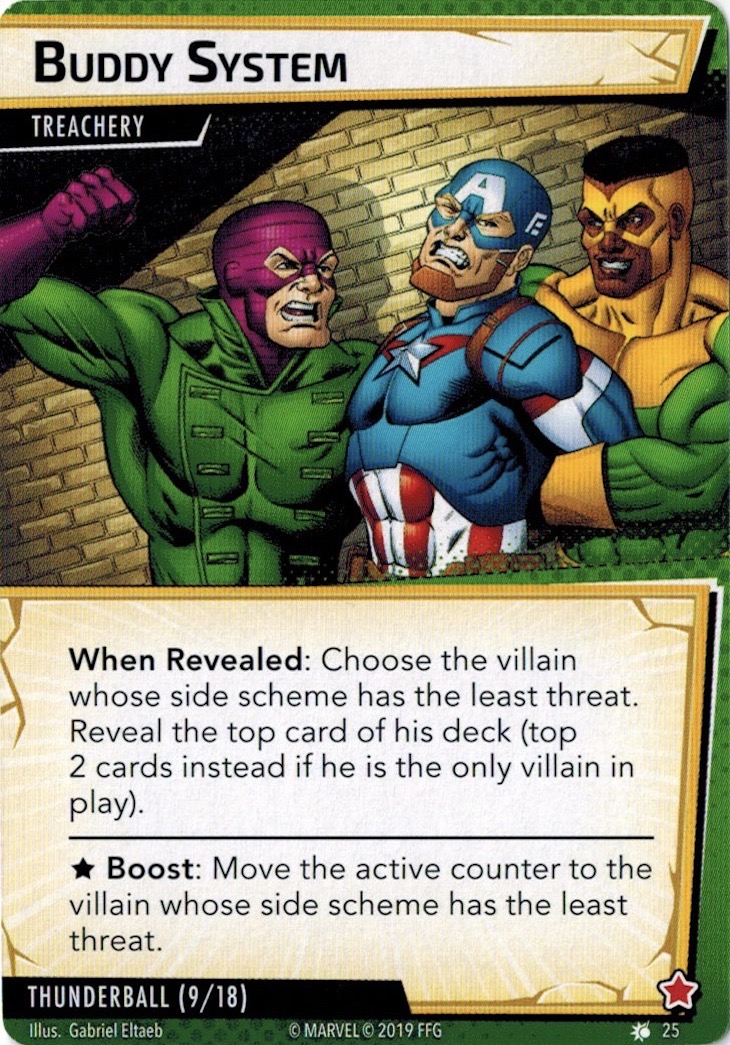 BUDDY SYSTEM
TREACHERY
A
When Revealed: Choose the villain
whose side scheme has the least threat.
Reveal the top card of his deck (top
2 cards instead if he is the only villain in
play).
★ Boost: Move the active counter to the
villain whose side scheme has the least
threat.
THUNDERBALL (9/18)
Illus. Gabriel Eltaeb
© MARVEL © 2019 FFG
25